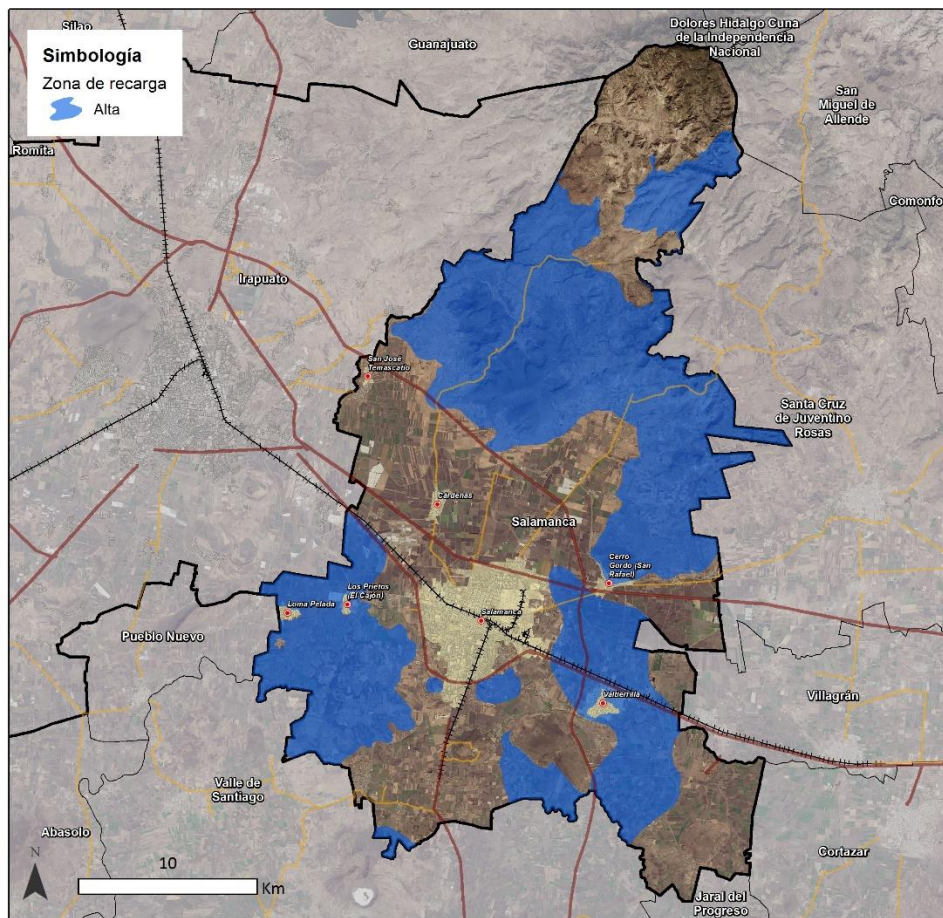 Silao
Simbología
Zona de recarga
Alta
Guanajuato
Dolores Hidalgo Cuna
de la Independencia
Nacional
San
Miguel de
Allende
Romita
Comonfo
Irapuato
San José
Temascatío
Santa Cruz
de Juventino
Rosas
Cárdenas
Salamanca
Cerro
Gordo (San
Rafael)
Los Prietos
(El Cajón)
Loma Pelada
Salamanca
Pueblo Nuevo
Villagrán
Valtierrilla
Valle de
Santiago
Abasolo
Cortazar
N
10
Km
Jaral del
Progreso